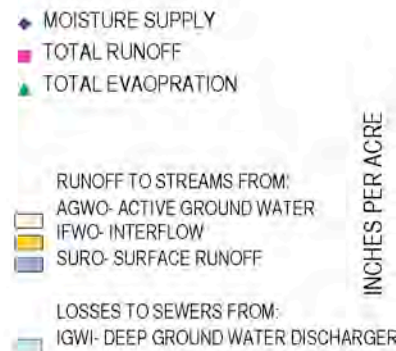 MOISTURE SUPPLY
TOTAL RUNOFF
TOTAL EVAOPRATION
INCHES PER ACRE
RUNOFF TO STREAMS FROM:
AGWO- ACTIVE GROUND WATER
IFWO- INTERFLOW
SURO- SURFACE RUNOFF
LOSSES TO SEWERS FROM:
IGWI- DEEP GROUND WATER DISCHARGER